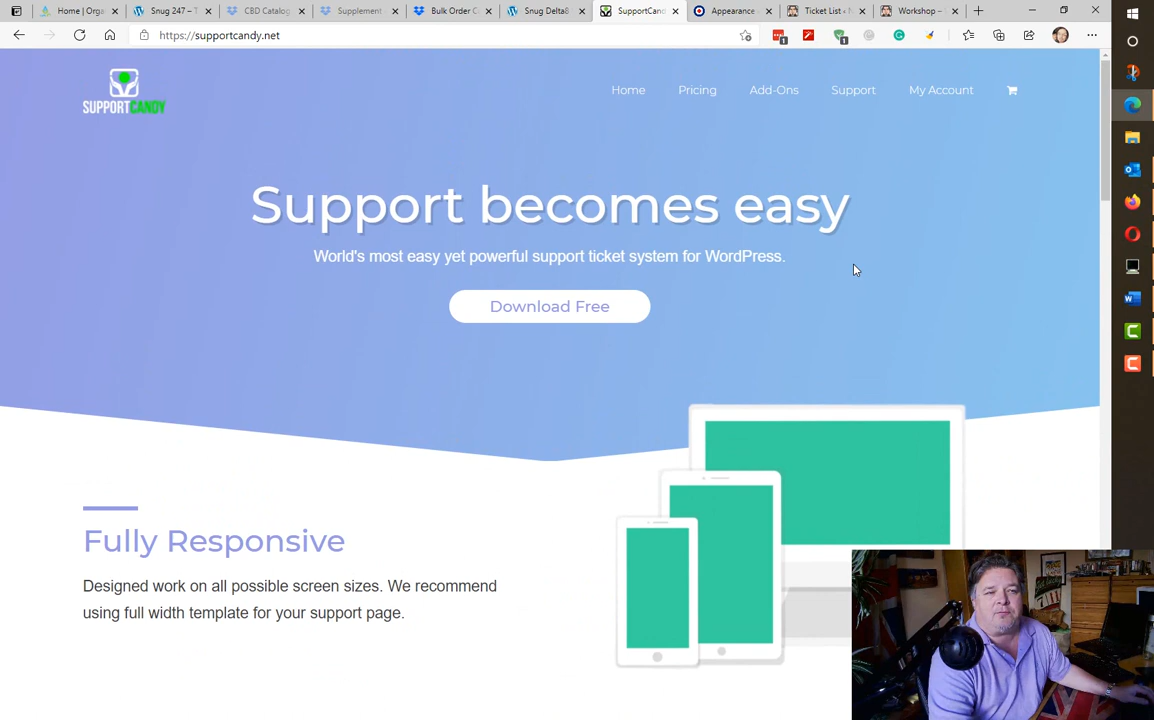 Home | Orga
Snug 247 – T
CBD Catalog
Supplement -
Bulk Order C
Snug Delta8
SupportCand
Appearance
Ticket List ‹ N
Workshop –
https://supportcandy.net
1
1
SUPPORTCANDY
Home
Pricing
Add-Ons
Support
My Account
Support becomes easy
World's most easy yet powerful support ticket system for WordPress.
Download Free
Fully Responsive
Designed work on all possible screen sizes. We recommend
using full width template for your support page.